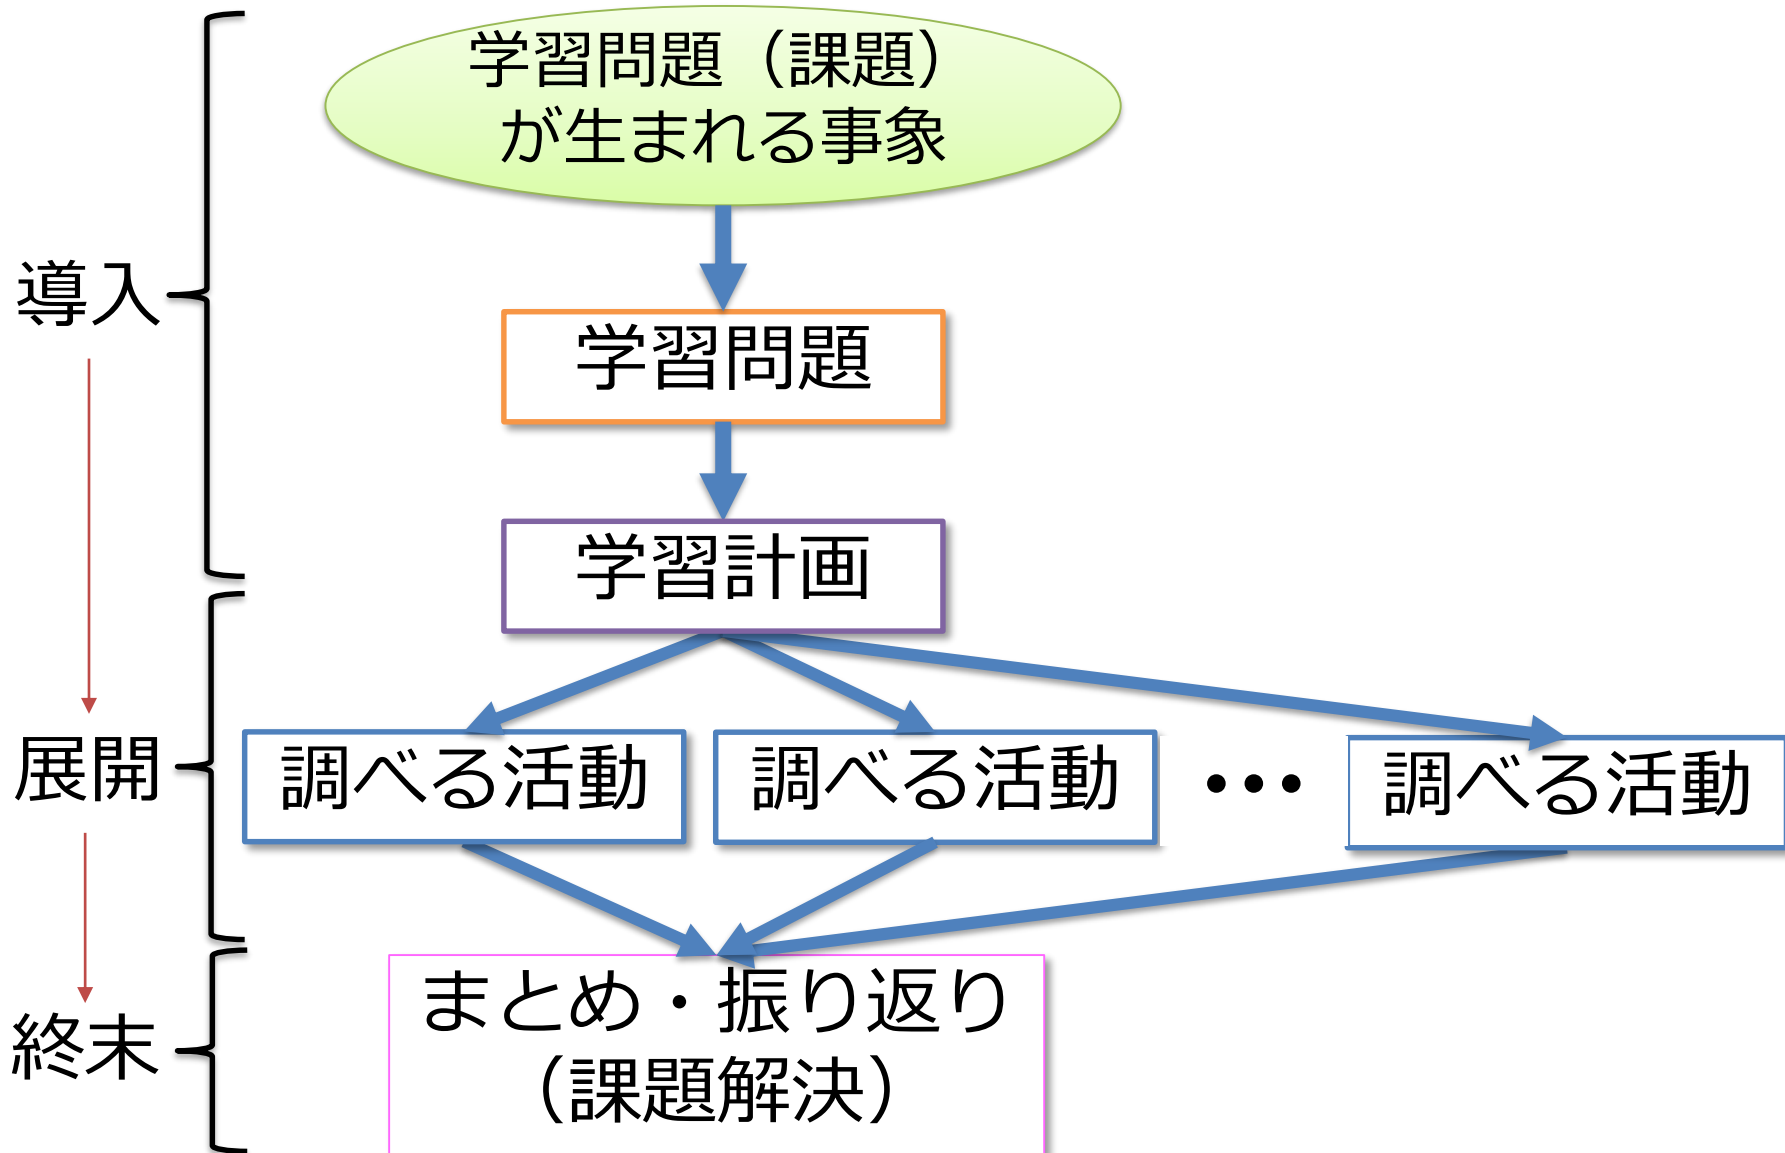 学習問題（課題）
が生まれる事象
導入
学習問題
学習計画
展開
調べる活動
調べる活動
・・・
調べる活動
終末
まとめ・振り返り
（課題解決）